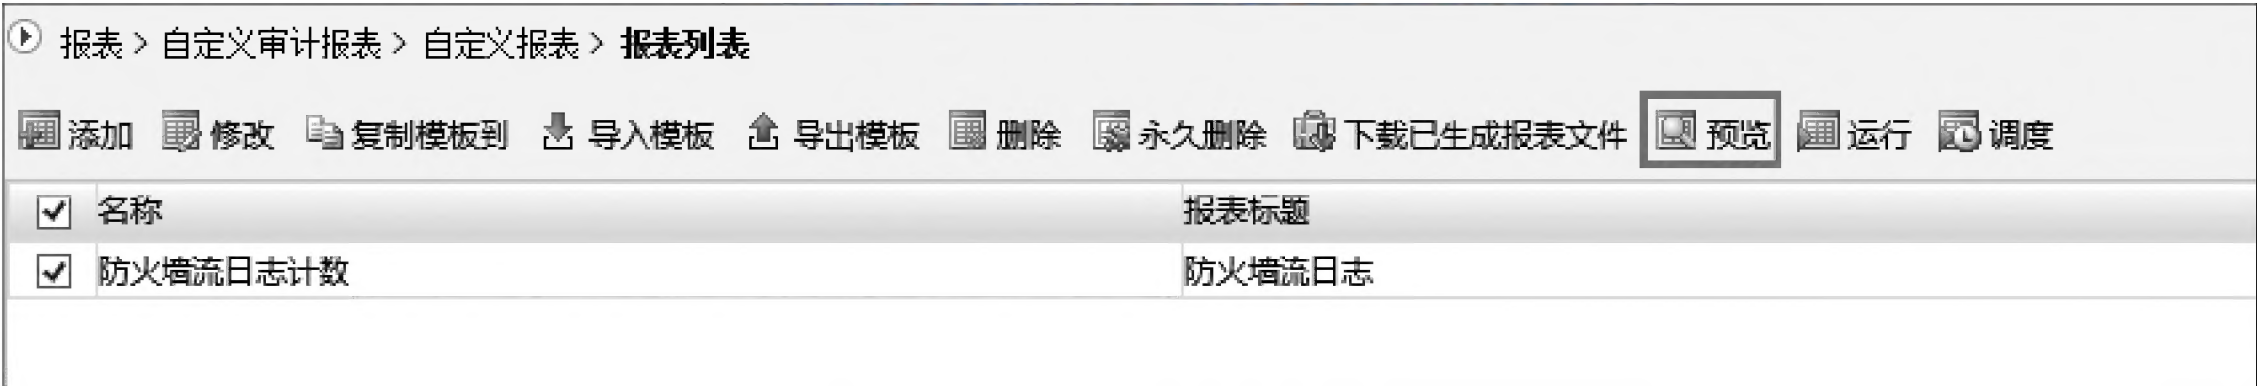 报表 > 自定义审计报表 > 自定义报表 > 报表列表
添加 修改 复制模板到 导入模板 导出模板 删除 永久删除 下载已生成报表文件 预览 运行 调度
名称 报表标题
防火墙流日志计数 防火墙流日志